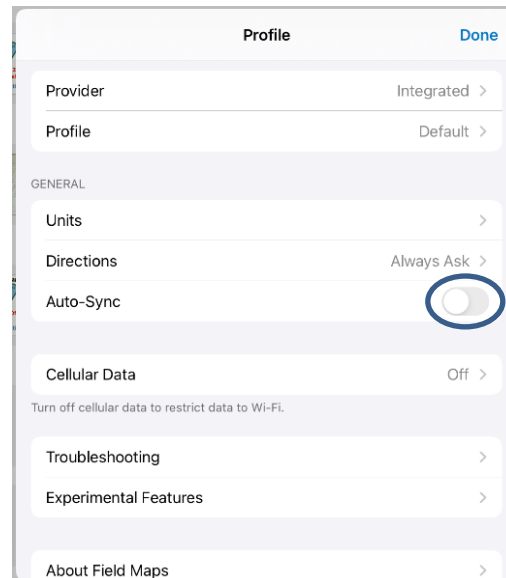 Profile Done
Provider Integrated
Profile Default
GENERAL
Units
Directions Always Ask
Auto-Sync
Cellular Data Off
Turn off cellular data to restrict data to Wi-Fi.
Troubleshooting
Experimental Features
About Field Maps